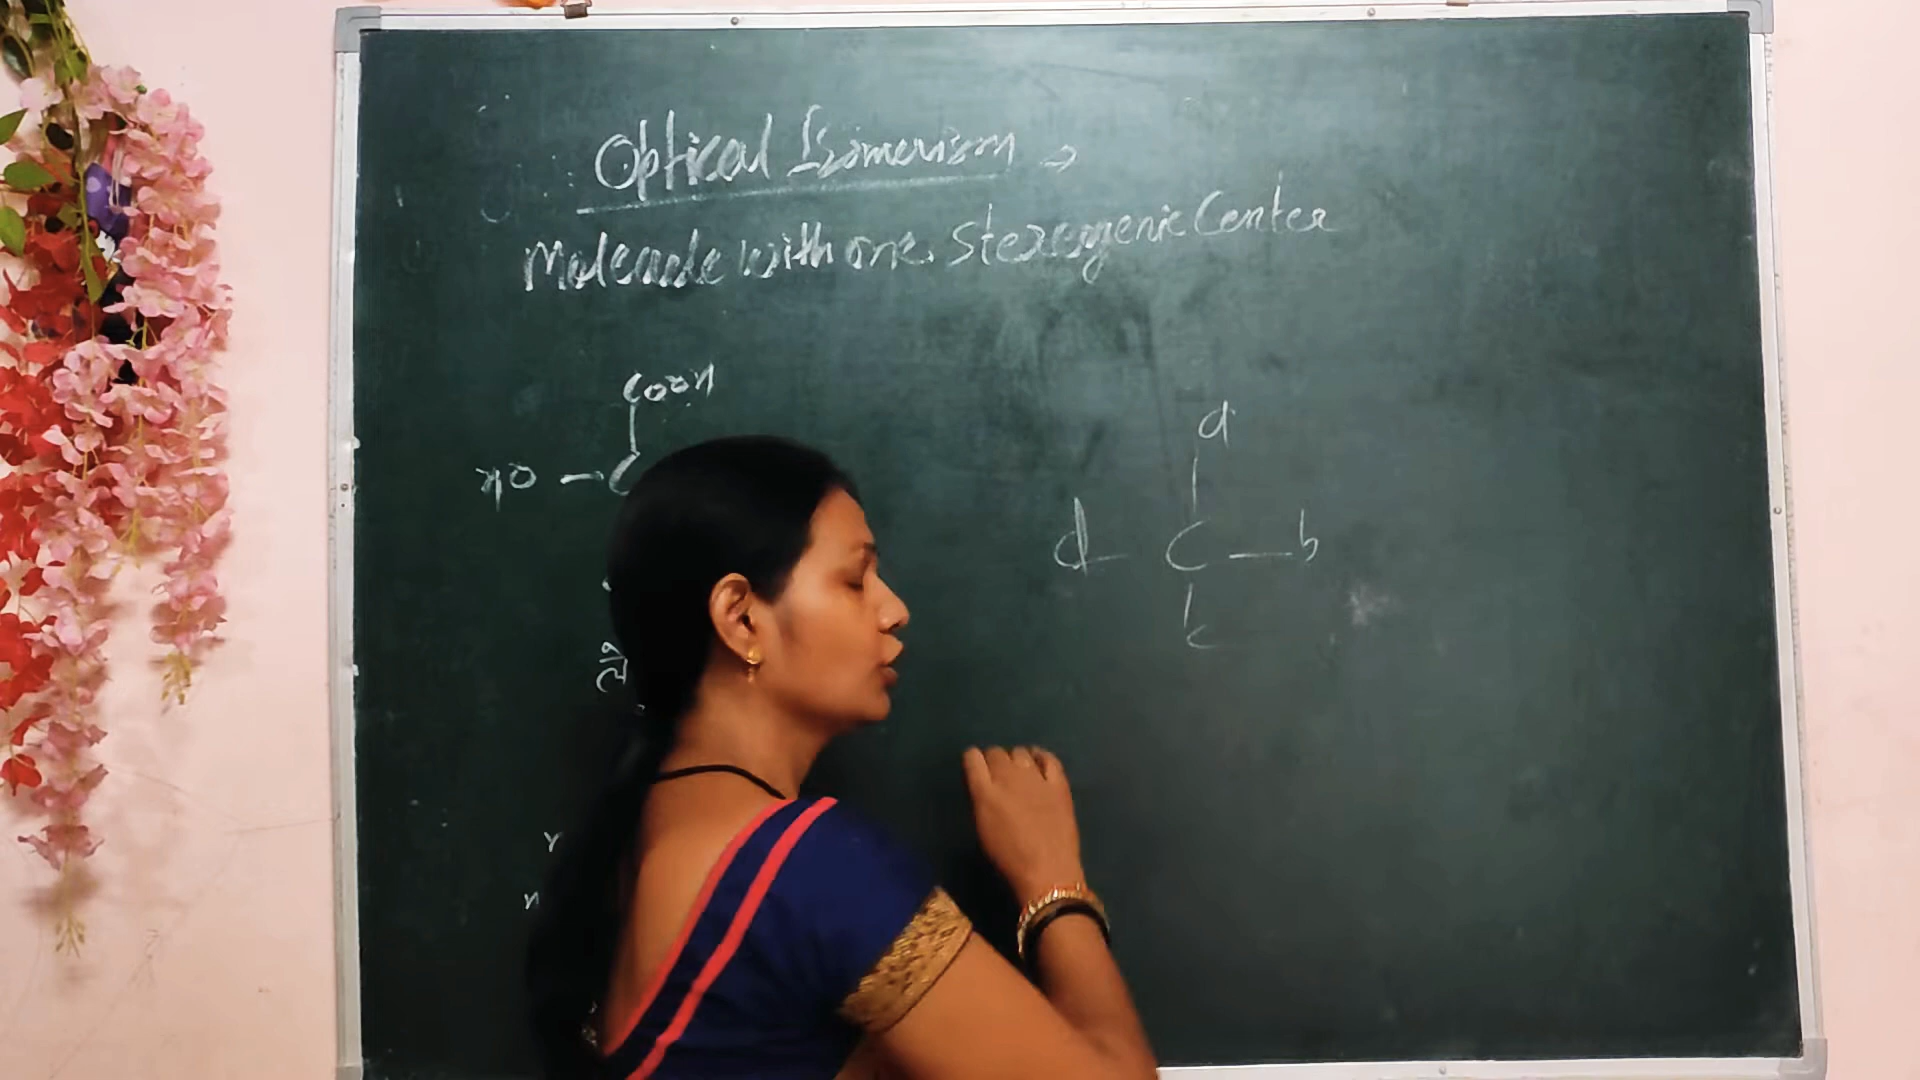 Optical Isomerism →
Molecule with one Stereogenic Center
COOH
HO - C
a
d - C - b
c